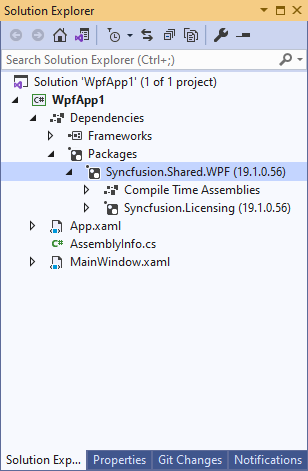 Solution Explorer
Search Solution Explorer (Ctrl+;)
Solution 'WpfApp1' (1 of 1 project)
C# WpfApp1
Dependencies
Frameworks
Packages
Syncfusion.Shared.WPF (19.1.0.56)
Compile Time Assemblies
Syncfusion.Licensing (19.1.0.56)
App.xaml
C# AssemblyInfo.cs
MainWindow.xaml
Solution Exp... Properties Git Changes Notifications